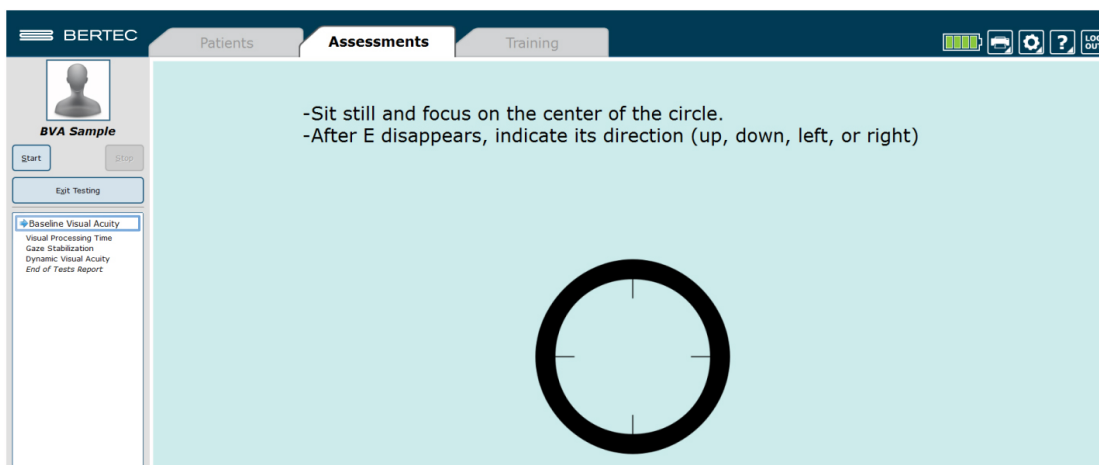 BERTEC
Patients
Assessments
Training
?
LOG
OUT
BVA Sample
Start
Stop
Exit Testing
Baseline Visual Acuity
Visual Processing Time
Gaze Stabilization
Dynamic Visual Acuity
End of Tests Report
-Sit still and focus on the center of the circle.
-After E disappears, indicate its direction (up, down, left, or right)